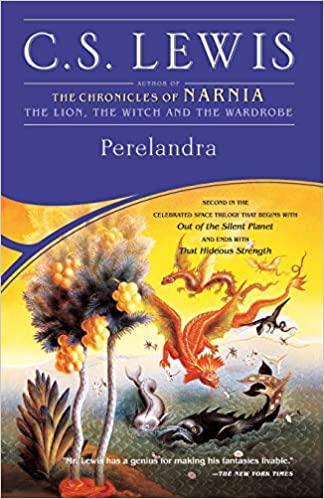 C.S. LEWIS
AUTHOR OF
THE CHRONICLES OF NARNIA
THE LION, THE WITCH AND THE WARDROBE
Perelandra
SECOND IN THE
CELEBRATED SPACE TRILOGY THAT BEGINS WITH
Out of the Silent Planet
AND ENDS WITH
That Hideous Strength
"Mr. Lewis has a genius for making his fantasies livable."
—THE NEW YORK TIMES